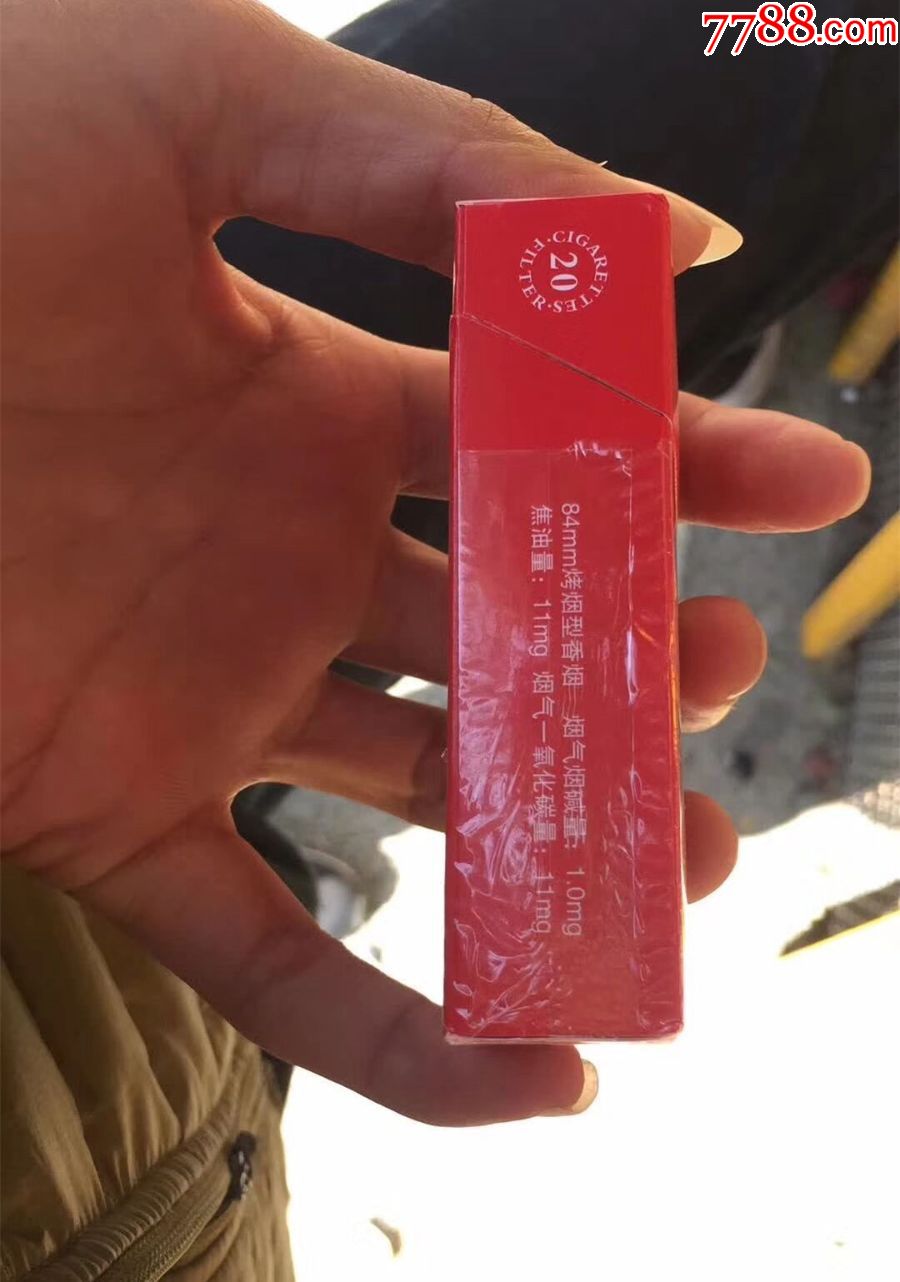 7788.com
·CIGARETTES·FILTER
20
84mm烤烟型香烟 烟气烟碱量：1.0mg
焦油量：11mg 烟气一氧化碳量：11mg